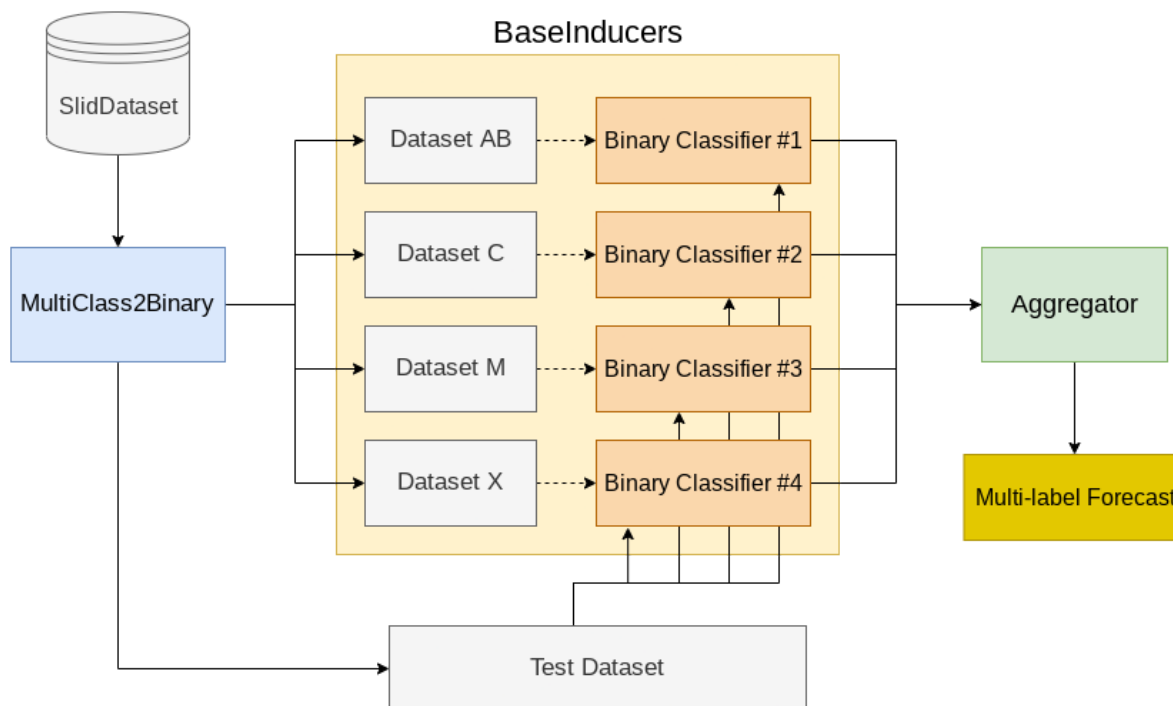 BaseInducers
SlidDataset
Dataset AB
Binary Classifier #1
Dataset C
Binary Classifier #2
MultiClass2Binary
Aggregator
Dataset M
Binary Classifier #3
Dataset X
Binary Classifier #4
Multi-label Forecast
Test Dataset